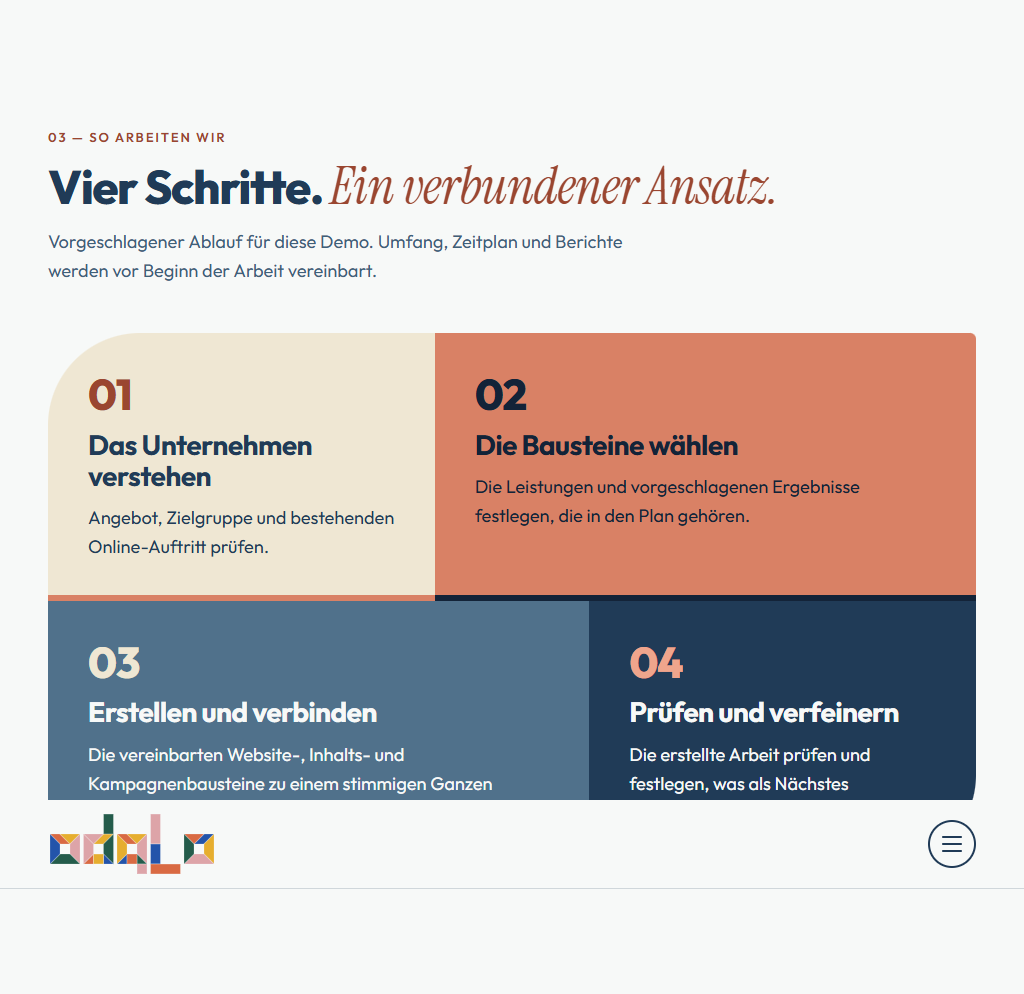 03 — SO ARBEITEN WIR
Vier Schritte. Ein verbundener Ansatz.
Vorgeschlagener Ablauf für diese Demo. Umfang, Zeitplan und Berichte
werden vor Beginn der Arbeit vereinbart.
01
Das Unternehmen
verstehen
Angebot, Zielgruppe und bestehenden
Online-Auftritt prüfen.
02
Die Bausteine wählen
Die Leistungen und vorgeschlagenen Ergebnisse
festlegen, die in den Plan gehören.
03
Erstellen und verbinden
Die vereinbarten Website-, Inhalts- und
Kampagnenbausteine zu einem stimmigen Ganzen
04
Prüfen und verfeinern
Die erstellte Arbeit prüfen und
festlegen, was als Nächstes